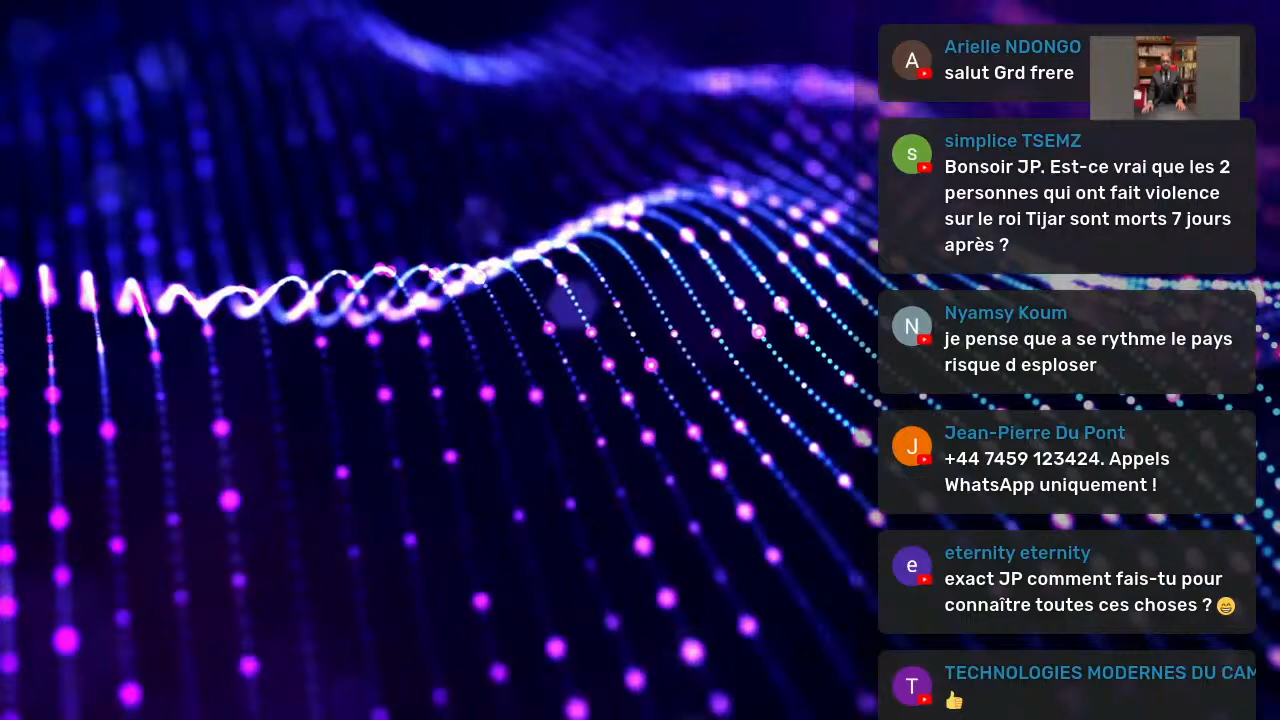 A
Arielle NDONGO
salut Grd frere
s
simplice TSEMZ
Bonsoir JP. Est-ce vrai que les 2
personnes qui ont fait violence
sur le roi Tijar sont morts 7 jours
après ?
N
Nyamsy Koum
je pense que a se rythme le pays
risque d esploser
J
Jean-Pierre Du Pont
+44 7459 123424. Appels
WhatsApp uniquement !
e
eternity eternity
exact JP comment fais-tu pour
connaître toutes ces choses ? 😄
T
TECHNOLOGIES MODERNES DU CAM
👍